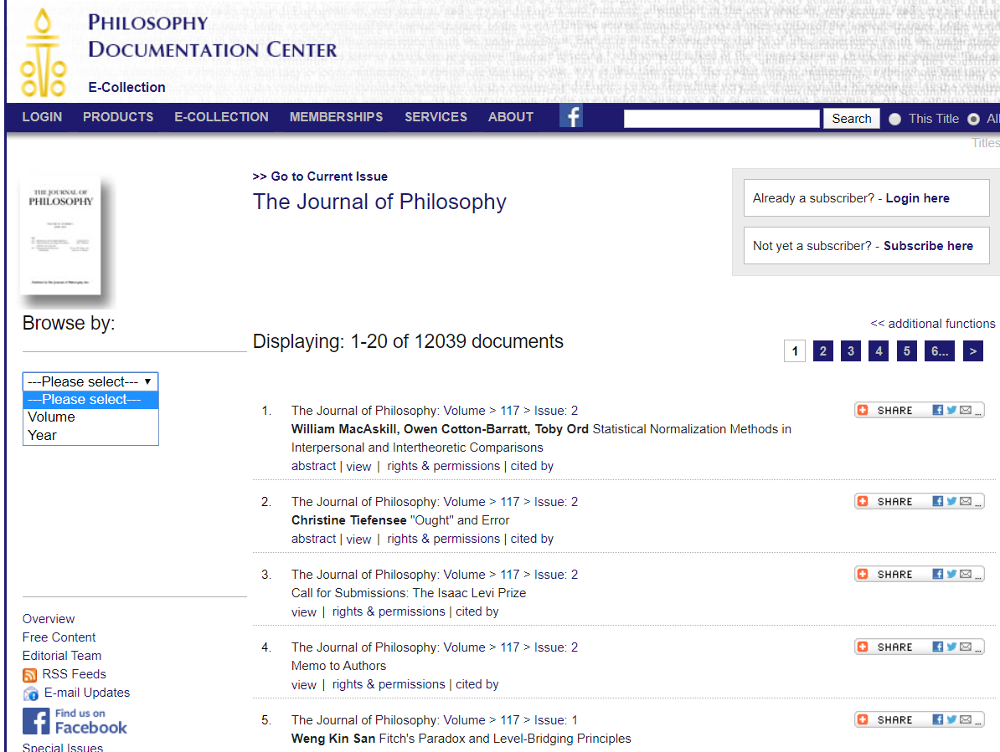 PHILOSOPHY
DOCUMENTATION CENTER
E-Collection
LOGIN PRODUCTS E-COLLECTION MEMBERSHIPS SERVICES ABOUT f Search This Title All
Titles
THE JOURNAL OF
PHILOSOPHY
>> Go to Current Issue
The Journal of Philosophy
Already a subscriber? - Login here
Not yet a subscriber? - Subscribe here
Browse by:
---Please select---
---Please select---
Volume
Year
Overview
Free Content
Editorial Team
RSS Feeds
E-mail Updates
Find us on
Facebook
Special Issues
<< additional functions
Displaying: 1-20 of 12039 documents
1 2 3 4 5 6... >
1. The Journal of Philosophy: Volume > 117 > Issue: 2 SHARE ...
William MacAskill, Owen Cotton-Barratt, Toby Ord Statistical Normalization Methods in
Interpersonal and Intertheoretic Comparisons
abstract | view | rights & permissions | cited by
2. The Journal of Philosophy: Volume > 117 > Issue: 2 SHARE ...
Christine Tiefensee "Ought" and Error
abstract | view | rights & permissions | cited by
3. The Journal of Philosophy: Volume > 117 > Issue: 2 SHARE ...
Call for Submissions: The Isaac Levi Prize
view | rights & permissions | cited by
4. The Journal of Philosophy: Volume > 117 > Issue: 2 SHARE ...
Memo to Authors
view | rights & permissions | cited by
5. The Journal of Philosophy: Volume > 117 > Issue: 1 SHARE ...
Weng Kin San Fitch's Paradox and Level-Bridging Principles